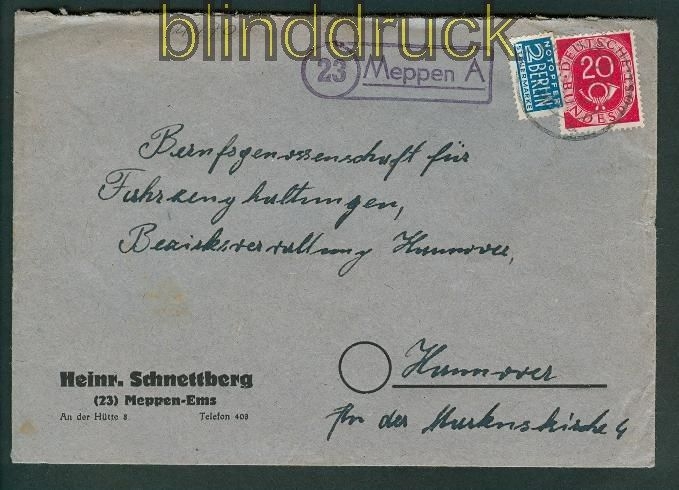 blinddruck.de
23 Meppen A
NOTOPFER
2 BERLIN
STEUERMARKE
DEUTSCHE BUNDESPOST
20
Berufsgenossenschaft für
Fahrzeughaltungen,
Bezirksverwaltung Hannover,
Hannover
An der Markuskirche 4
Heinr. Schnettberg
(23) Meppen-Ems
An der Hütte 8 Telefon 408